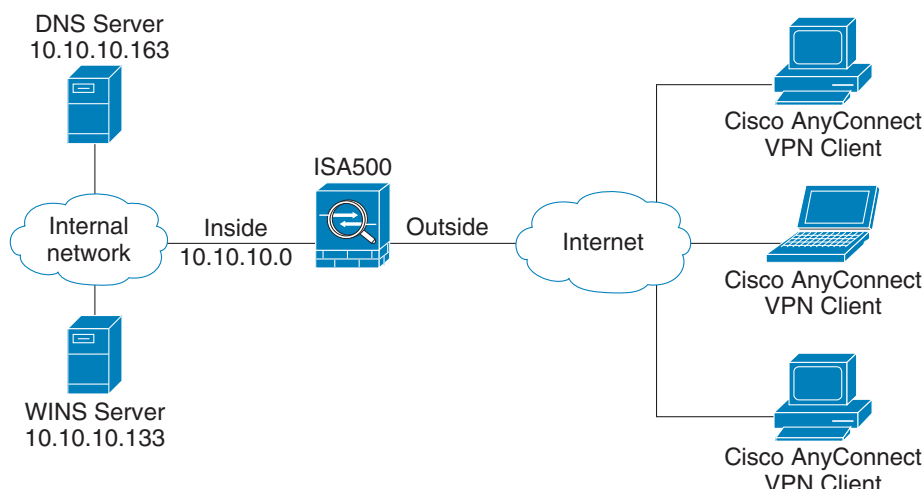 DNS Server
10.10.10.163
ISA500
Internal
network
Inside
10.10.10.0
Outside
Internet
WINS Server
10.10.10.133
Cisco AnyConnect
VPN Client
Cisco AnyConnect
VPN Client
Cisco AnyConnect
VPN Client